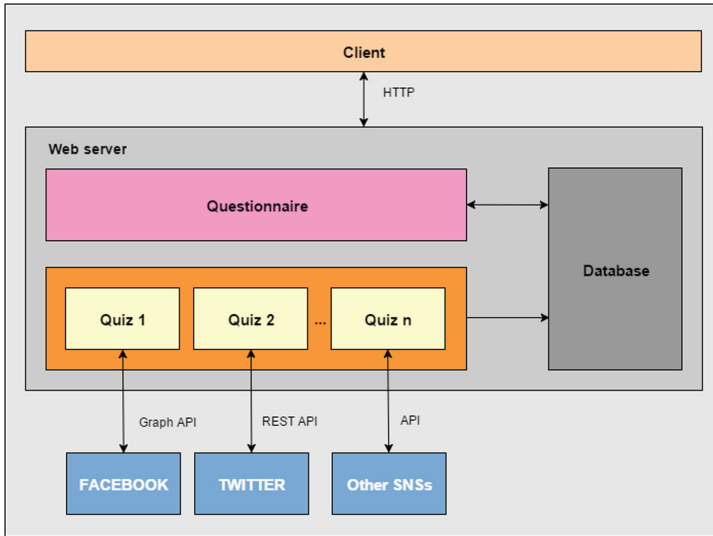 Client
HTTP
Web server
Questionnaire
Database
Quiz 1
Quiz 2
...
Quiz n
Graph API
REST API
API
FACEBOOK
TWITTER
Other SNSs